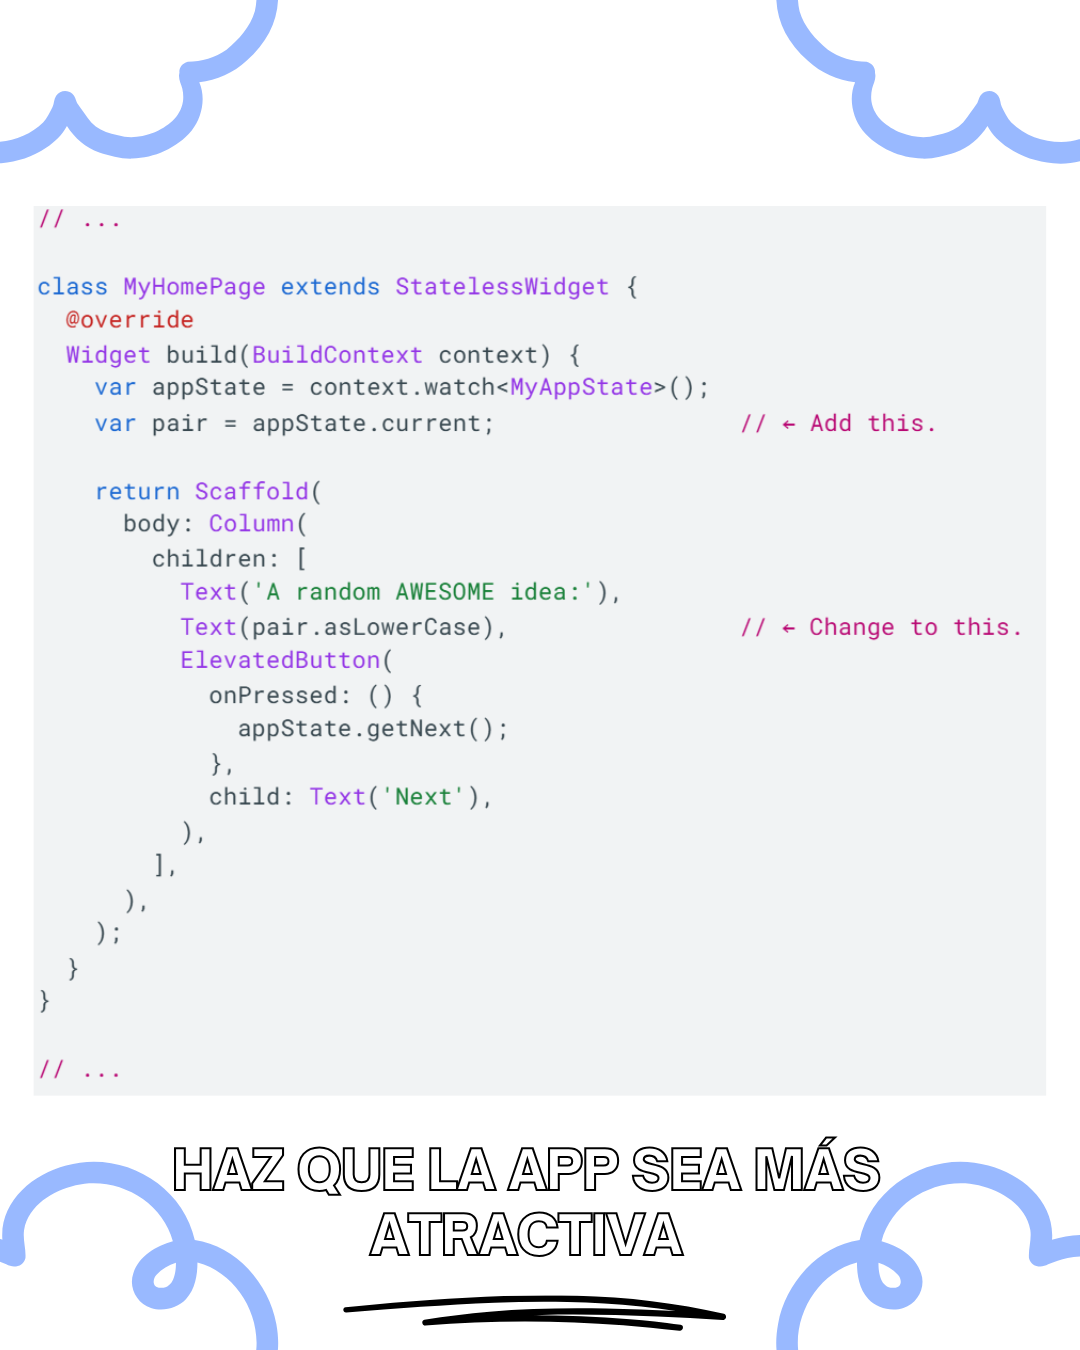 // ...
class MyHomePage extends StatelessWidget {
  @override
  Widget build(BuildContext context) {
    var appState = context.watch<MyAppState>();
    var pair = appState.current;                 // ← Add this.
    return Scaffold(
      body: Column(
        children: [
          Text('A random AWESOME idea:'),
          Text(pair.asLowerCase),                // ← Change to this.
          ElevatedButton(
            onPressed: () {
              appState.getNext();
            },
            child: Text('Next'),
          ),
        ],
      ),
    );
  }
}
// ...
HAZ QUE LA APP SEA MÁS
ATRACTIVA